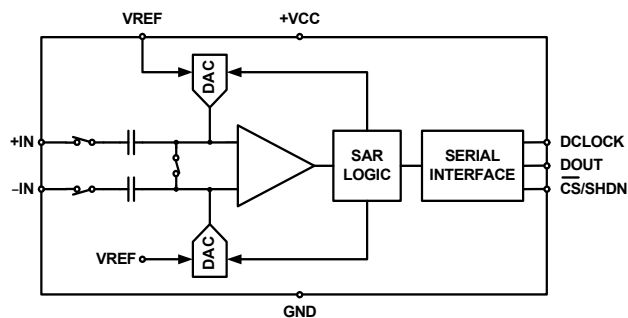 VREF
+VCC
DAC
+IN
–IN
SAR
LOGIC
SERIAL
INTERFACE
DCLOCK
DOUT
CS/SHDN
VREF
DAC
GND